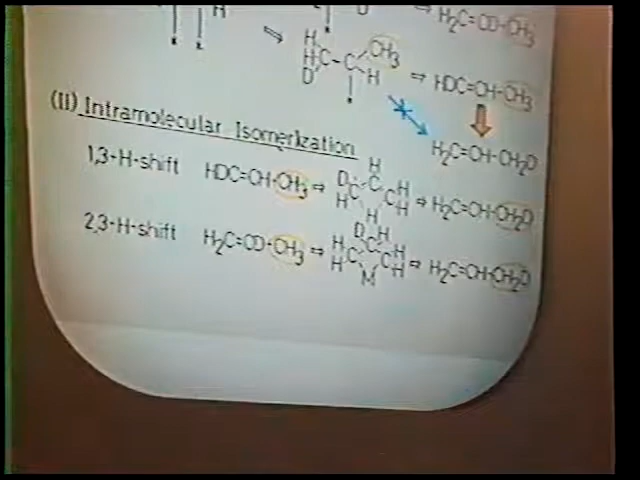 H H₂C=CD-CH₃
H CH₃
HC-C H ⇨ HDC=CH-CH₃
D
(II) Intramolecular Isomerization
H₂C=CH-CH₂D
1,3-H-shift HDC=CH-CH₃ ⇨ D C H C C H H H H ⇨ H₂C=CH-CH₂D
2,3-H-shift H₂C=CD-CH₃ ⇨ D H H C H H C C H M ⇨ H₂C=CH-CH₂D